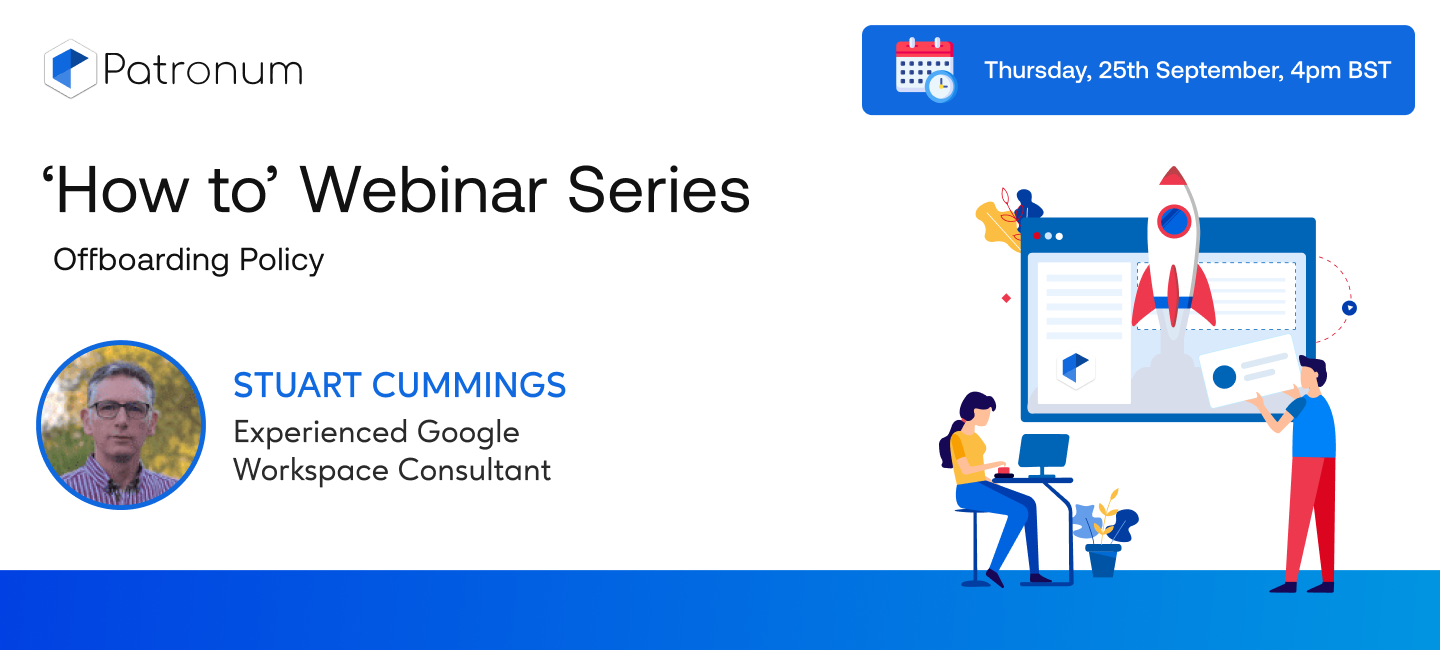 Patronum
Thursday, 25th September, 4pm BST
‘How to’ Webinar Series
Offboarding Policy
STUART CUMMINGS
Experienced Google
Workspace Consultant